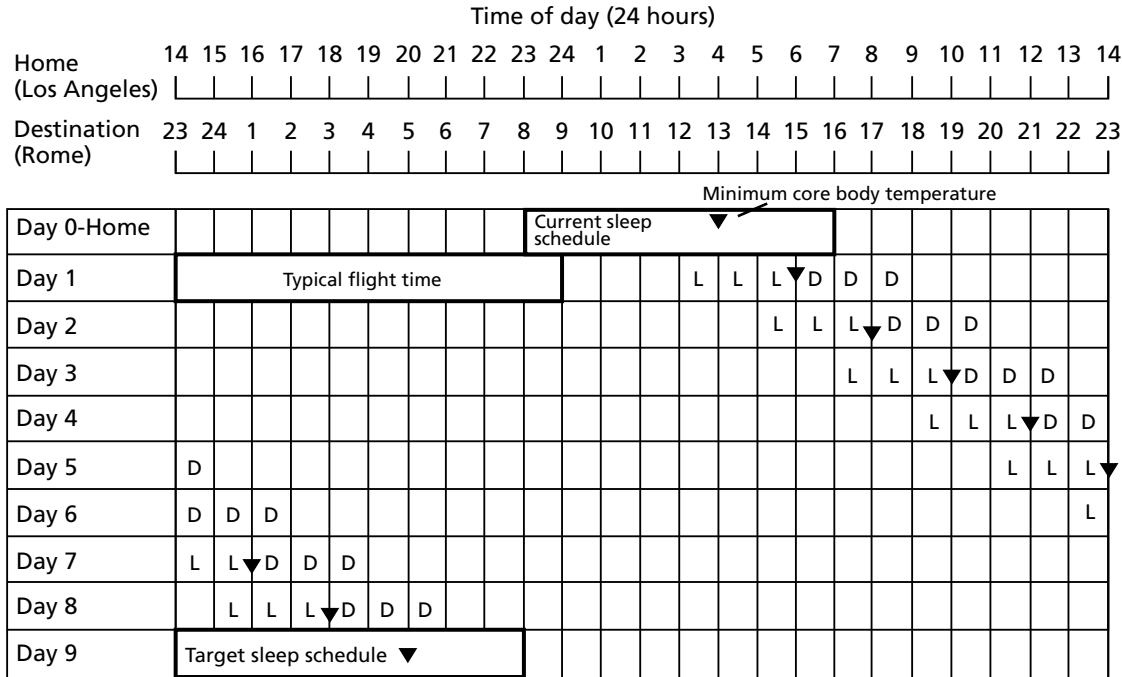 Time of day (24 hours)
Home
(Los Angeles)
14 15 16 17 18 19 20 21 22 23 24 1 2 3 4 5 6 7 8 9 10 11 12 13 14
Destination
(Rome)
23 24 1 2 3 4 5 6 7 8 9 10 11 12 13 14 15 16 17 18 19 20 21 22 23
Minimum core body temperature
Day 0-Home
Current sleep
schedule
Day 1
Typical flight time
L L L D D D
Day 2
L L L D D D
Day 3
L L L D D D
Day 4
L L L D D
Day 5
D
L L L
Day 6
D D D
L
Day 7
L L D D D
Day 8
L L L D D D
Day 9
Target sleep schedule